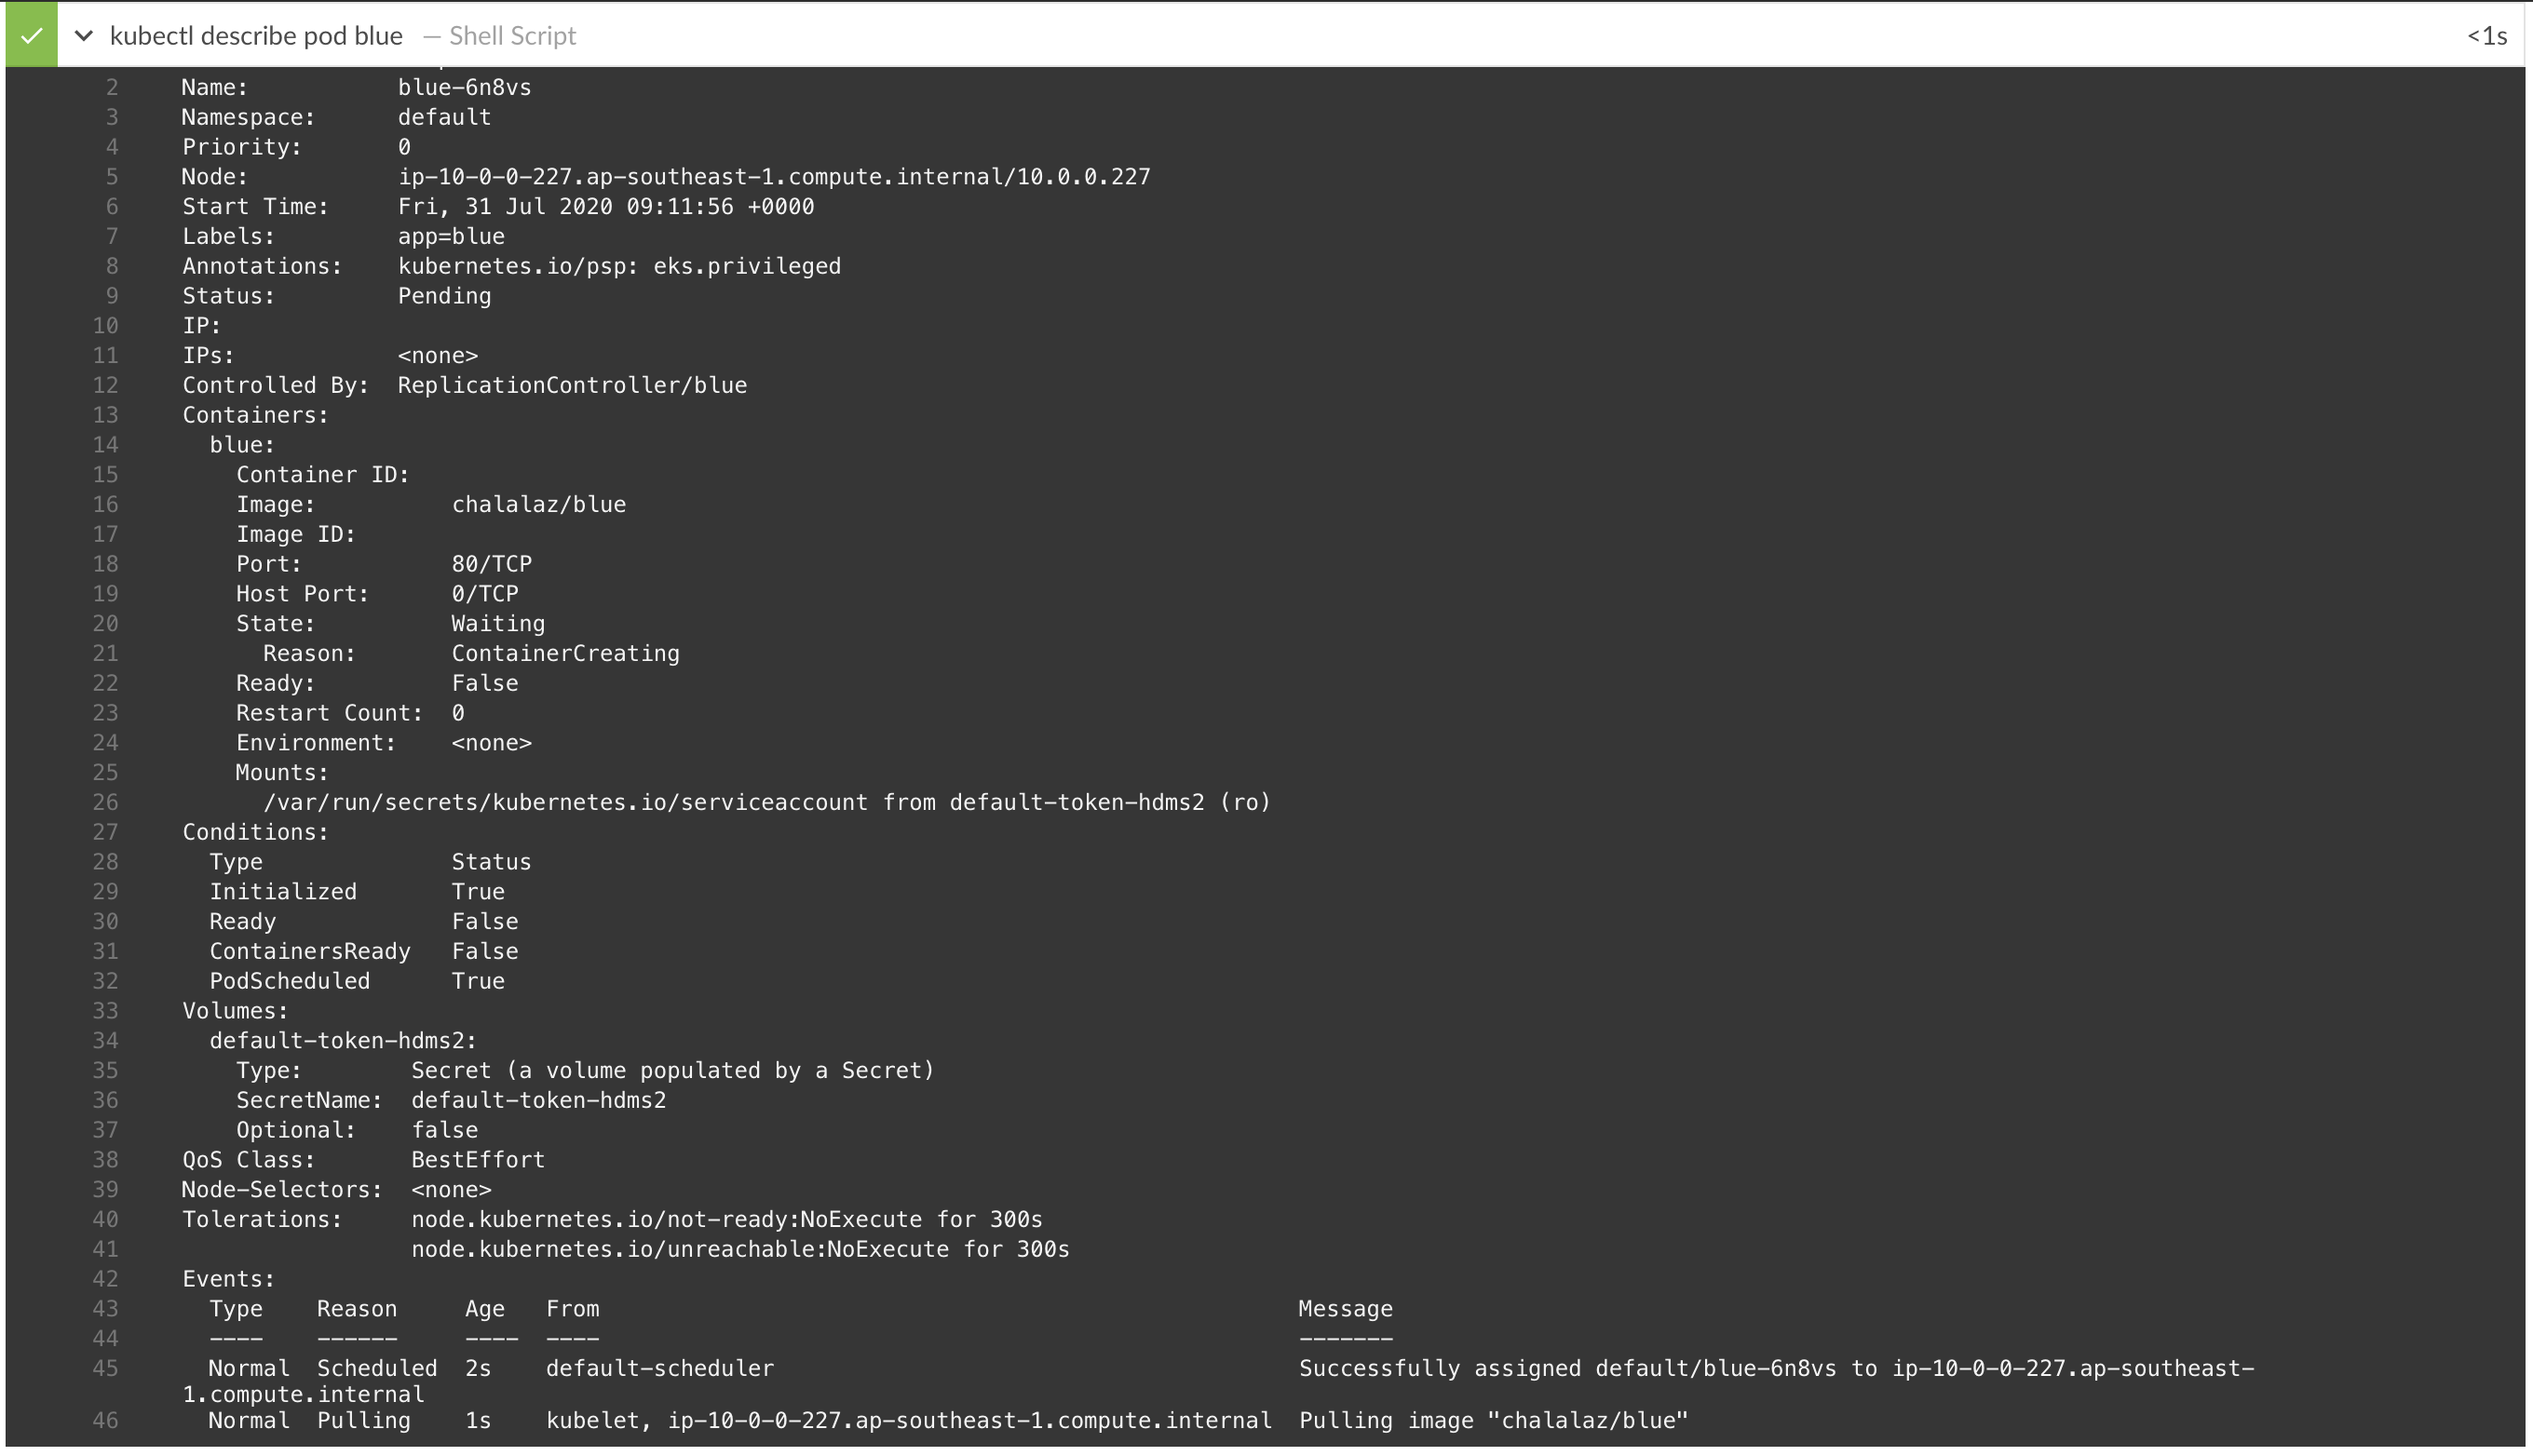 kubectl describe pod blue — Shell Script <1s
2 Name: blue-6n8vs
3 Namespace: default
4 Priority: 0
5 Node: ip-10-0-0-227.ap-southeast-1.compute.internal/10.0.0.227
6 Start Time: Fri, 31 Jul 2020 09:11:56 +0000
7 Labels: app=blue
8 Annotations: kubernetes.io/psp: eks.privileged
9 Status: Pending
10 IP:
11 IPs: <none>
12 Controlled By: ReplicationController/blue
13 Containers:
14 blue:
15 Container ID:
16 Image: chalalaz/blue
17 Image ID:
18 Port: 80/TCP
19 Host Port: 0/TCP
20 State: Waiting
21 Reason: ContainerCreating
22 Ready: False
23 Restart Count: 0
24 Environment: <none>
25 Mounts:
26 /var/run/secrets/kubernetes.io/serviceaccount from default-token-hdms2 (ro)
27 Conditions:
28 Type Status
29 Initialized True
30 Ready False
31 ContainersReady False
32 PodScheduled True
33 Volumes:
34 default-token-hdms2:
35 Type: Secret (a volume populated by a Secret)
36 SecretName: default-token-hdms2
37 Optional: false
38 QoS Class: BestEffort
39 Node-Selectors: <none>
40 Tolerations: node.kubernetes.io/not-ready:NoExecute for 300s
41 node.kubernetes.io/unreachable:NoExecute for 300s
42 Events:
43 Type Reason Age From Message
44 ---- ------ ---- ---- -------
45 Normal Scheduled 2s default-scheduler Successfully assigned default/blue-6n8vs to ip-10-0-0-227.ap-southeast-
1.compute.internal
46 Normal Pulling 1s kubelet, ip-10-0-0-227.ap-southeast-1.compute.internal Pulling image "chalalaz/blue"